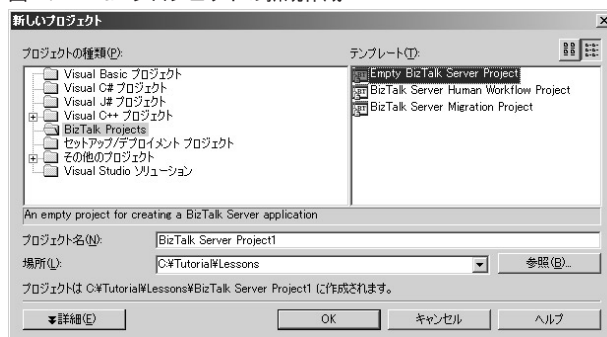 新しいプロジェクト
プロジェクトの種類(P):
Visual Basic プロジェクト
Visual C# プロジェクト
Visual J# プロジェクト
Visual C++ プロジェクト
BizTalk Projects
セットアップ/デプロイメント プロジェクト
その他のプロジェクト
Visual Studio ソリューション
テンプレート(T):
Empty BizTalk Server Project
BizTalk Server Human Workflow Project
BizTalk Server Migration Project
An empty project for creating a BizTalk Server application
プロジェクト名(N):
BizTalk Server Project1
場所(L):
C:¥Tutorial¥Lessons
参照(B)...
プロジェクトは C:¥Tutorial¥Lessons¥BizTalk Server Project1 に作成されます。
詳細(E)
OK
キャンセル
ヘルプ